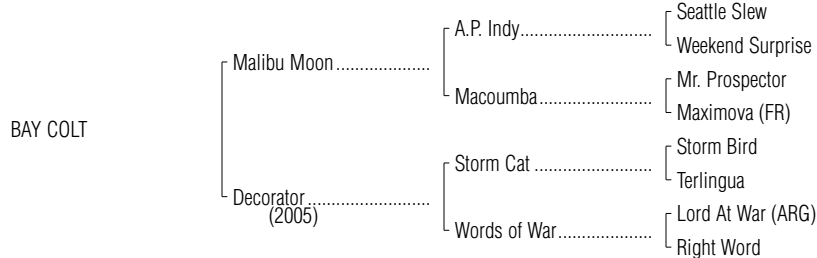 Seattle Slew
A.P. Indy
Weekend Surprise
Malibu Moon
Mr. Prospector
Macoumba
Maximova (FR)
BAY COLT
Storm Bird
Storm Cat
Terlingua
Decorator
(2005)
Lord At War (ARG)
Words of War
Right Word